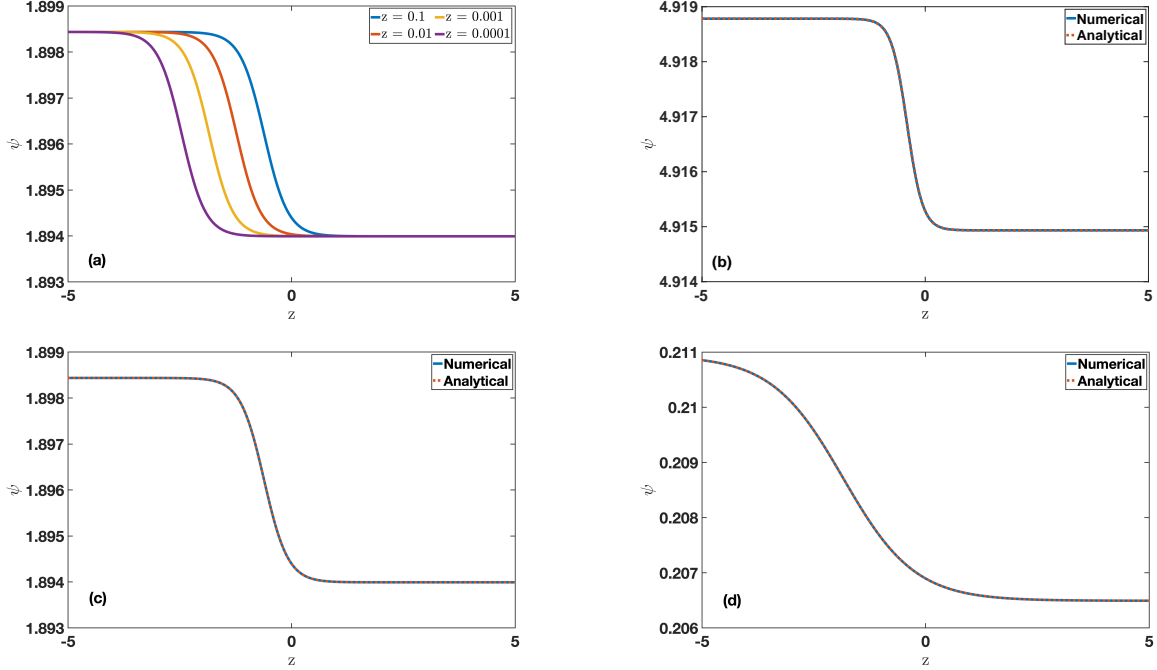 1.899
1.898
1.897
1.896
1.895
1.894
1.893
ψ
z = 0.1 z = 0.001
z = 0.01 z = 0.0001
(a)
-5 0 5
z
4.919
4.918
4.917
4.916
4.915
4.914
ψ
Numerical
Analytical
(b)
-5 0 5
z
1.899
1.898
1.897
1.896
1.895
1.894
1.893
ψ
Numerical
Analytical
(c)
-5 0 5
z
0.211
0.21
0.209
0.208
0.207
0.206
ψ
Numerical
Analytical
(d)
-5 0 5
z